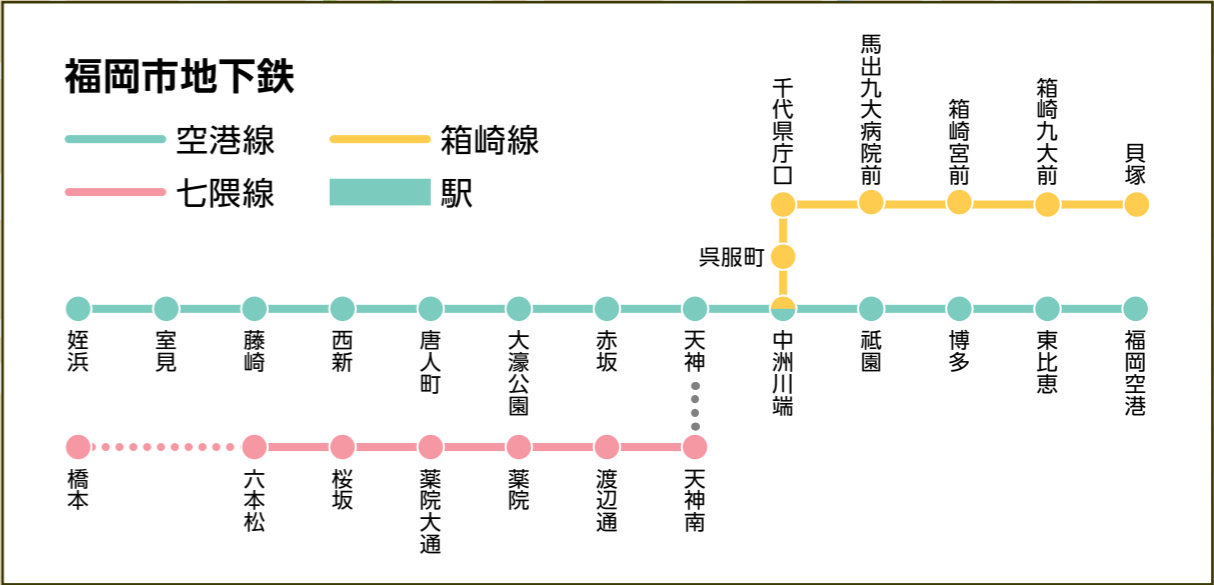 福岡市地下鉄
空港線
箱崎線
七隈線
駅
千代県庁口
馬出九大病院前
箱崎宮前
箱崎九大前
貝塚
呉服町
姪浜
室見
藤崎
西新
唐人町
大濠公園
赤坂
天神
中洲川端
祗園
博多
東比恵
福岡空港
橋本
六本松
桜坂
薬院大通
薬院
渡辺通
天神南